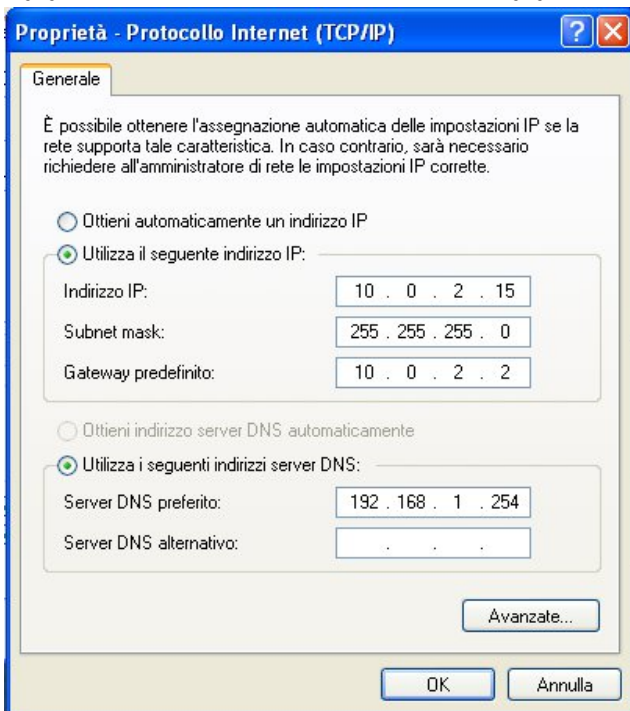 Proprietà - Protocollo Internet (TCP/IP)
Generale
È possibile ottenere l'assegnazione automatica delle impostazioni IP se la
rete supporta tale caratteristica. In caso contrario, sarà necessario
richiedere all'amministratore di rete le impostazioni IP corrette.
Ottieni automaticamente un indirizzo IP
Utilizza il seguente indirizzo IP:
Indirizzo IP: 10 . 0 . 2 . 15
Subnet mask: 255 . 255 . 255 . 0
Gateway predefinito: 10 . 0 . 2 . 2
Ottieni indirizzo server DNS automaticamente
Utilizza i seguenti indirizzi server DNS:
Server DNS preferito: 192 . 168 . 1 . 254
Server DNS alternativo: . . .
Avanzate...
OK Annulla